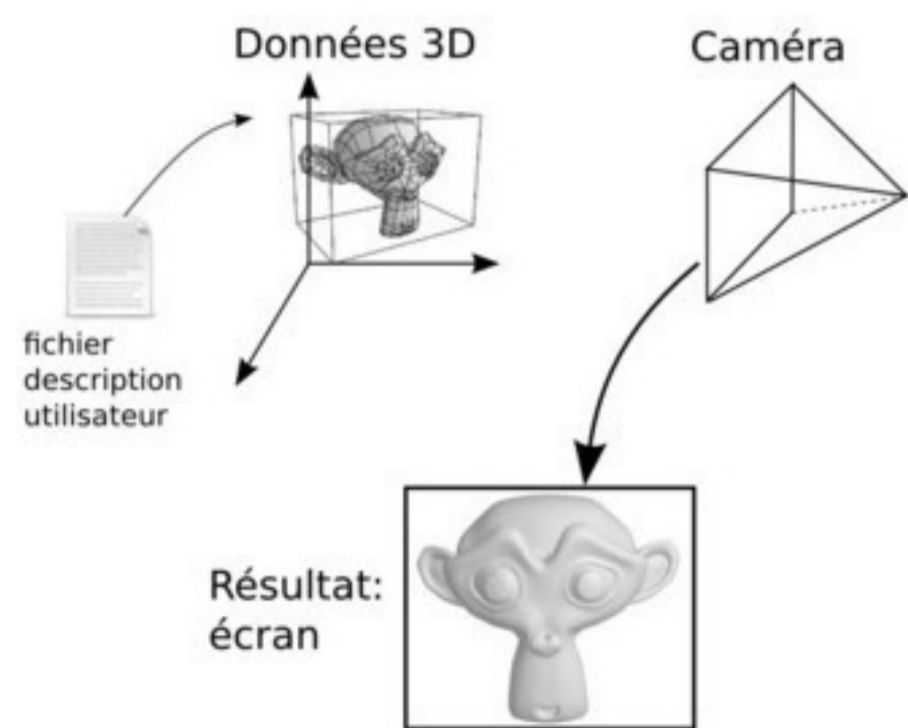 Données 3D
Caméra
fichier
description
utilisateur
Résultat:
écran